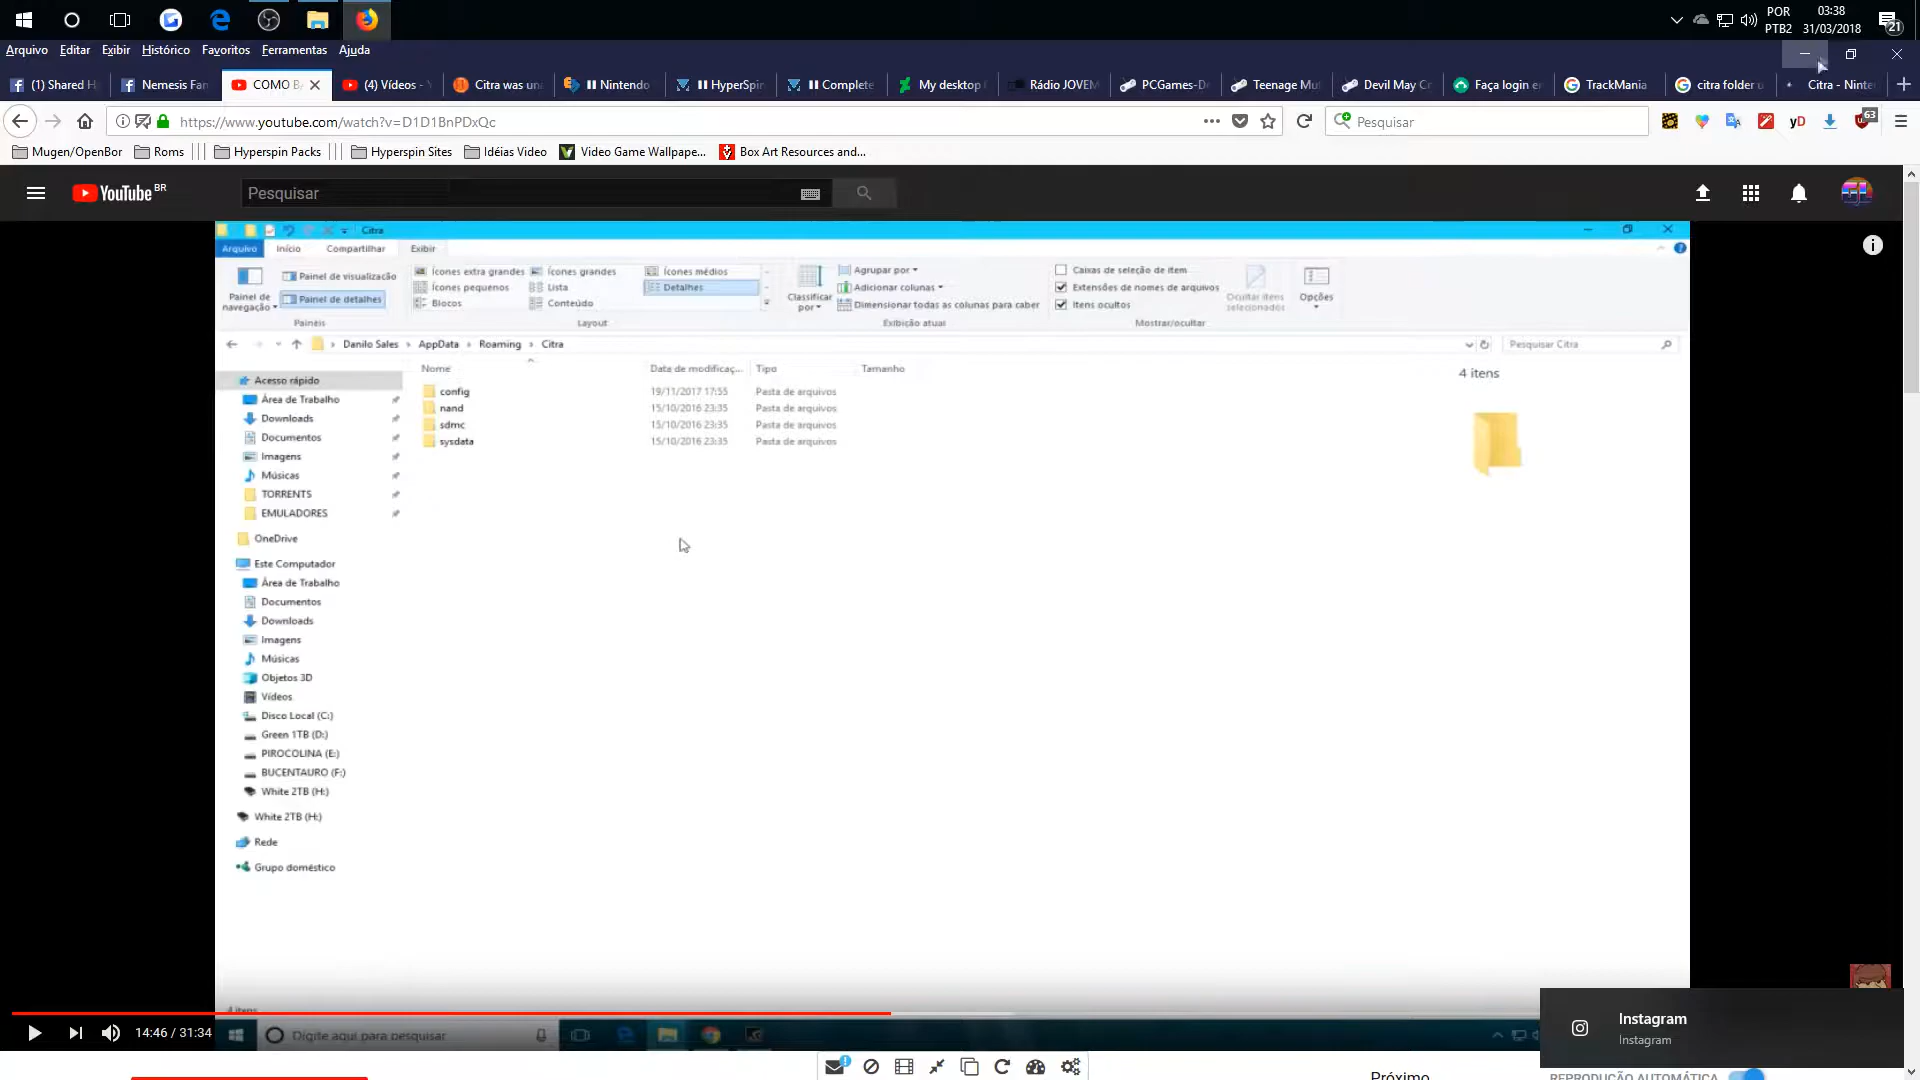 POR
PTB2
03:38
31/03/2018
21
Arquivo Editar Exibir Histórico Favoritos Ferramentas Ajuda
(1) Shared H
Nemesis Fan
COMO BA
(4) Vídeos - Y
Citra was una
Nintendo
HyperSpin
Complete
My desktop
Rádio JOVEM
PCGames-D
Teenage Mu
Devil May Cr
Faça login e
TrackMania
citra folder u
Citra - Ninte
https://www.youtube.com/watch?v=D1D1BnPDxQc
Pesquisar
yD
63
Mugen/OpenBor
Roms
Hyperspin Packs
Hyperspin Sites
Idéias Video
Video Game Wallpape...
Box Art Resources and...
YouTube BR
Pesquisar
Citra
Arquivo Início Compartilhar Exibir
Painel de navegação
Painel de visualização
Painel de detalhes
Painéis
Ícones extra grandes
Ícones grandes
Ícones médios
Ícones pequenos
Lista
Detalhes
Blocos
Conteúdo
Layout
Classificar por
Agrupar por
Adicionar colunas
Dimensionar todas as colunas para caber
Exibição atual
Caixas de seleção de item
Extensões de nomes de arquivos
Itens ocultos
Ocultar itens selecionados
Mostrar/ocultar
Opções
Danilo Sales AppData Roaming Citra
Pesquisar Citra
Nome Data de modificaç... Tipo Tamanho
config 19/11/2017 17:55 Pasta de arquivos
nand 15/10/2016 23:35 Pasta de arquivos
sdmc 15/10/2016 23:35 Pasta de arquivos
sysdata 15/10/2016 23:35 Pasta de arquivos
4 itens
Acesso rápido
Área de Trabalho
Downloads
Documentos
Imagens
Músicas
TORRENTS
EMULADORES
OneDrive
Este Computador
Área de Trabalho
Documentos
Downloads
Imagens
Músicas
Objetos 3D
Vídeos
Disco Local (C:)
Green 1TB (D:)
PIROCOLINA (E:)
BUCENTAURO (F:)
White 2TB (H:)
White 2TB (H:)
Rede
Grupo doméstico
4 itens
14:46 / 31:34
Digite aqui para pesquisar
Instagram
Instagram
Próximo
REPRODUÇÃO AUTOMÁTICA